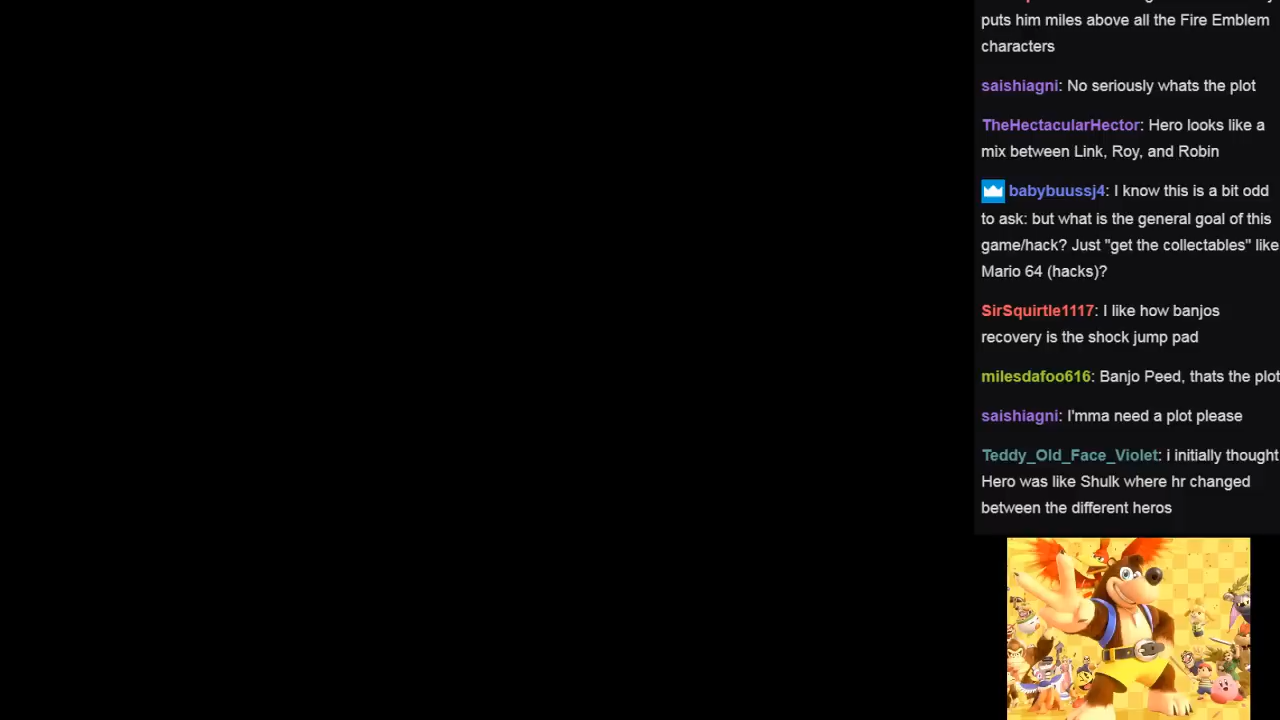 puts him miles above all the Fire Emblem
characters
saishiagni: No seriously whats the plot
TheHectacularHector: Hero looks like a
mix between Link, Roy, and Robin
babybuussj4: I know this is a bit odd
to ask: but what is the general goal of this
game/hack? Just "get the collectables" like
Mario 64 (hacks)?
SirSquirtle1117: I like how banjos
recovery is the shock jump pad
milesdafoo616: Banjo Peed, thats the plot
saishiagni: I'mma need a plot please
Teddy_Old_Face_Violet: i initially thought
Hero was like Shulk where hr changed
between the different heros